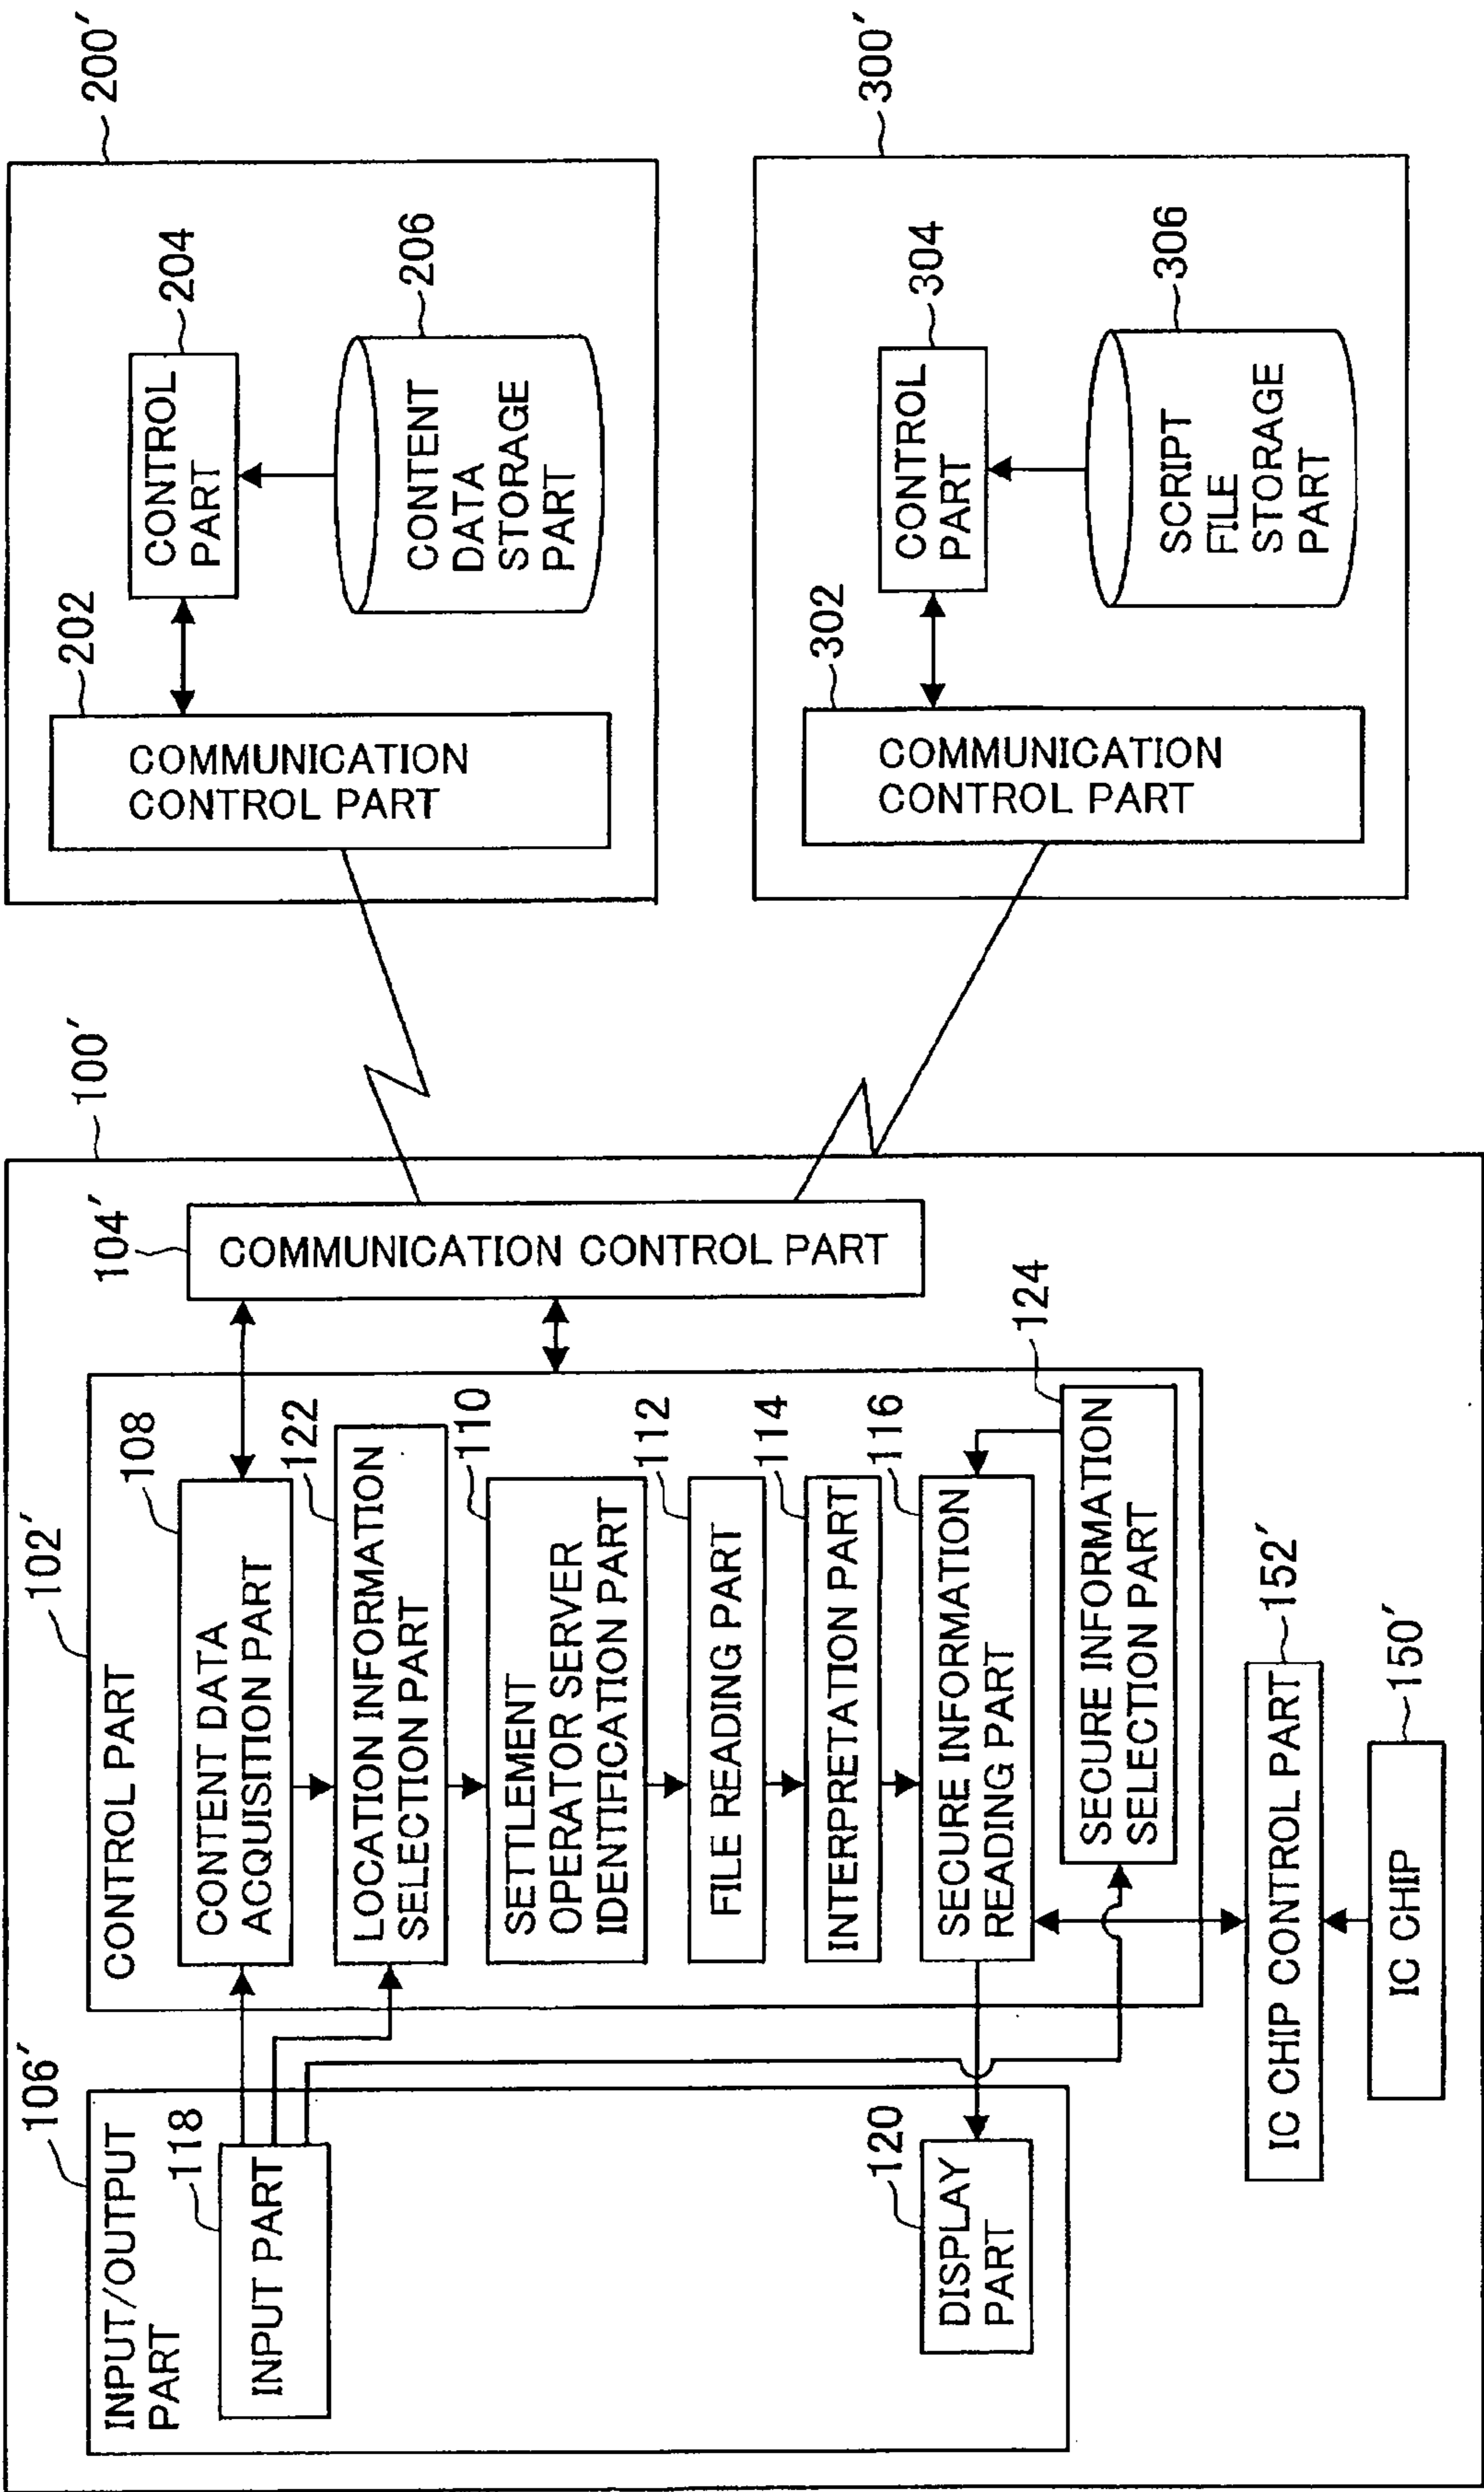 100'
106'
INPUT/OUTPUT
PART
118
INPUT PART
120
DISPLAY
PART
102'
CONTROL PART
108
CONTENT DATA
ACQUISITION PART
122
LOCATION INFORMATION
SELECTION PART
110
SETTLEMENT
OPERATOR SERVER
IDENTIFICATION PART
112
FILE READING PART
114
INTERPRETATION PART
116
SECURE INFORMATION
READING PART
124
SECURE INFORMATION
SELECTION PART
IC CHIP CONTROL PART
152'
IC CHIP
150'
104'
COMMUNICATION CONTROL PART
200'
202
COMMUNICATION
CONTROL PART
204
CONTROL
PART
206
CONTENT
DATA
STORAGE
PART
300'
302
COMMUNICATION
CONTROL PART
304
CONTROL
PART
306
SCRIPT
FILE
STORAGE
PART